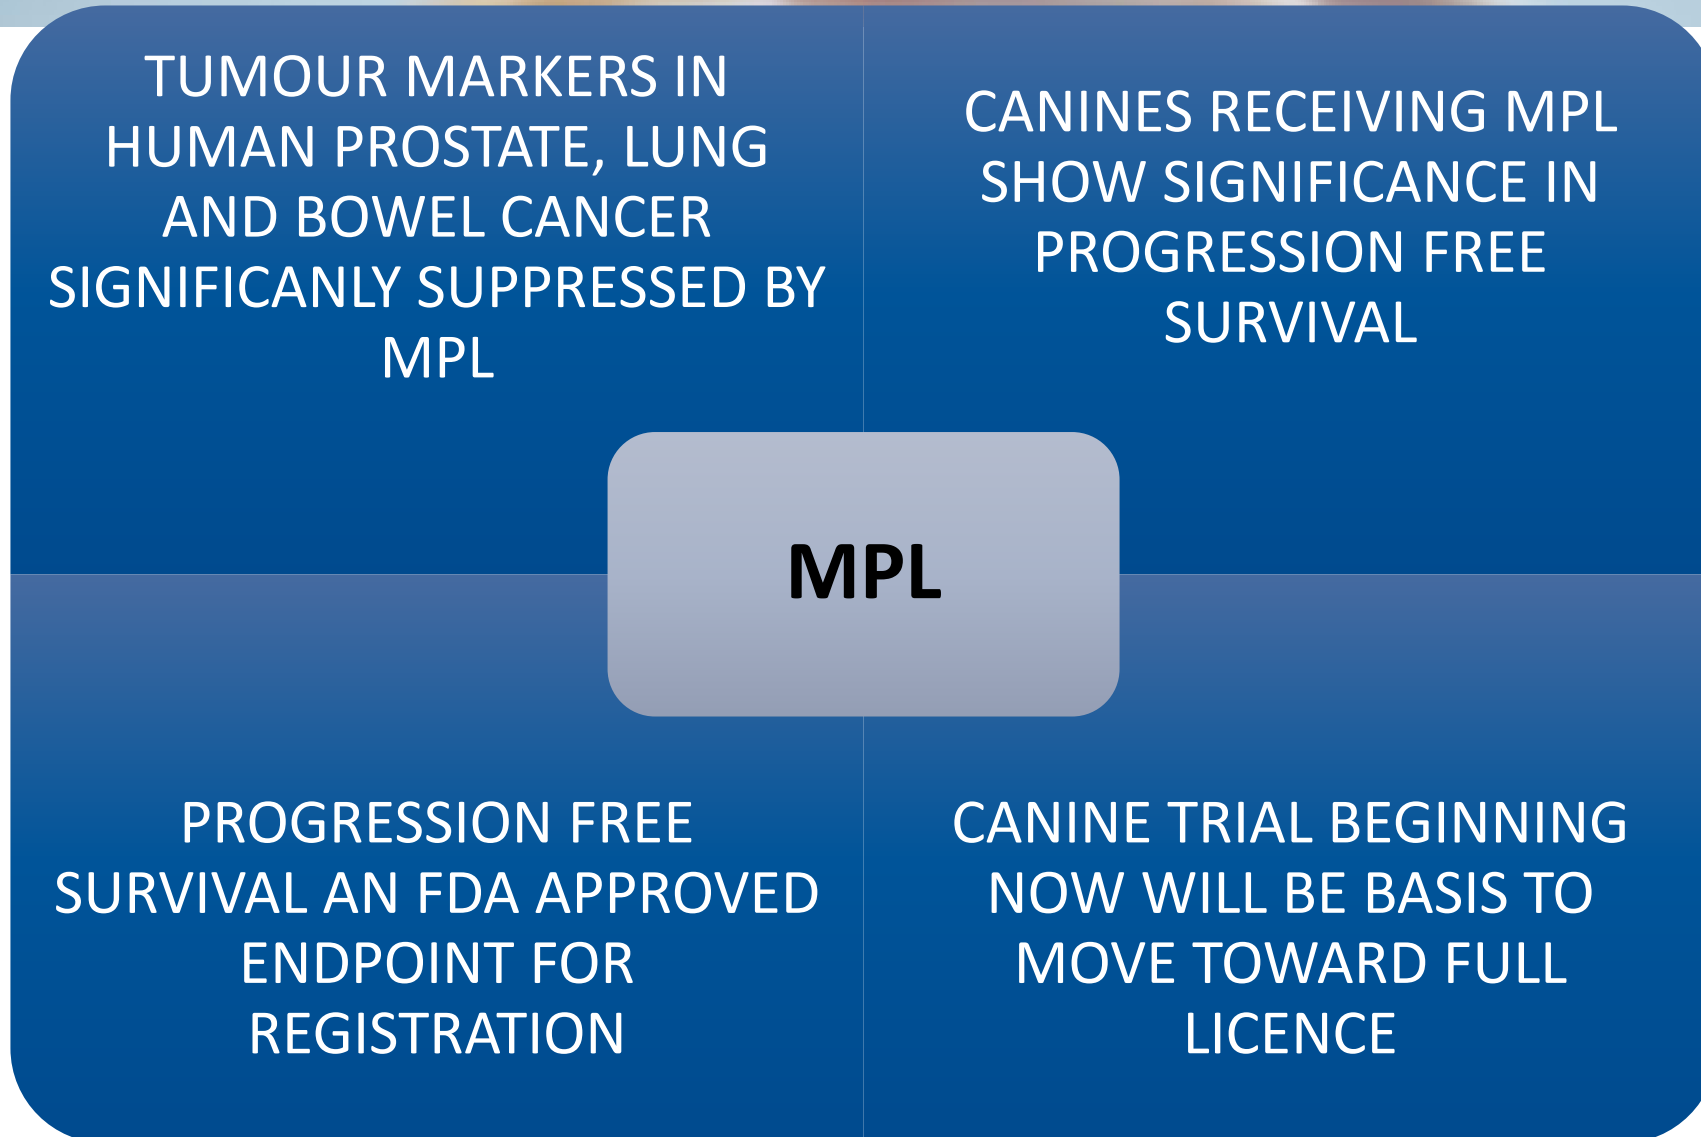 TUMOUR MARKERS IN
HUMAN PROSTATE, LUNG
AND BOWEL CANCER
SIGNIFICANLY SUPPRESSED BY
MPL
CANINES RECEIVING MPL
SHOW SIGNIFICANCE IN
PROGRESSION FREE
SURVIVAL
MPL
PROGRESSION FREE
SURVIVAL AN FDA APPROVED
ENDPOINT FOR
REGISTRATION
CANINE TRIAL BEGINNING
NOW WILL BE BASIS TO
MOVE TOWARD FULL
LICENCE